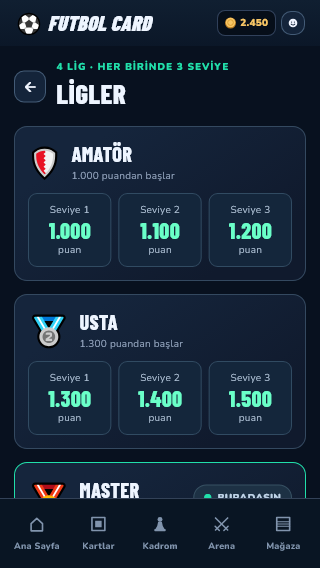 FUTBOL CARD
2.450
4 LİG · HER BİRİNDE 3 SEVİYE
LİGLER
AMATÖR
1.000 puandan başlar
Seviye 1
1.000
puan
Seviye 2
1.100
puan
Seviye 3
1.200
puan
USTA
1.300 puandan başlar
2
Seviye 1
1.300
puan
Seviye 2
1.400
puan
Seviye 3
1.500
puan
MASTER
BURADASIN
Ana Sayfa
Kartlar
Kadrom
Arena
Mağaza